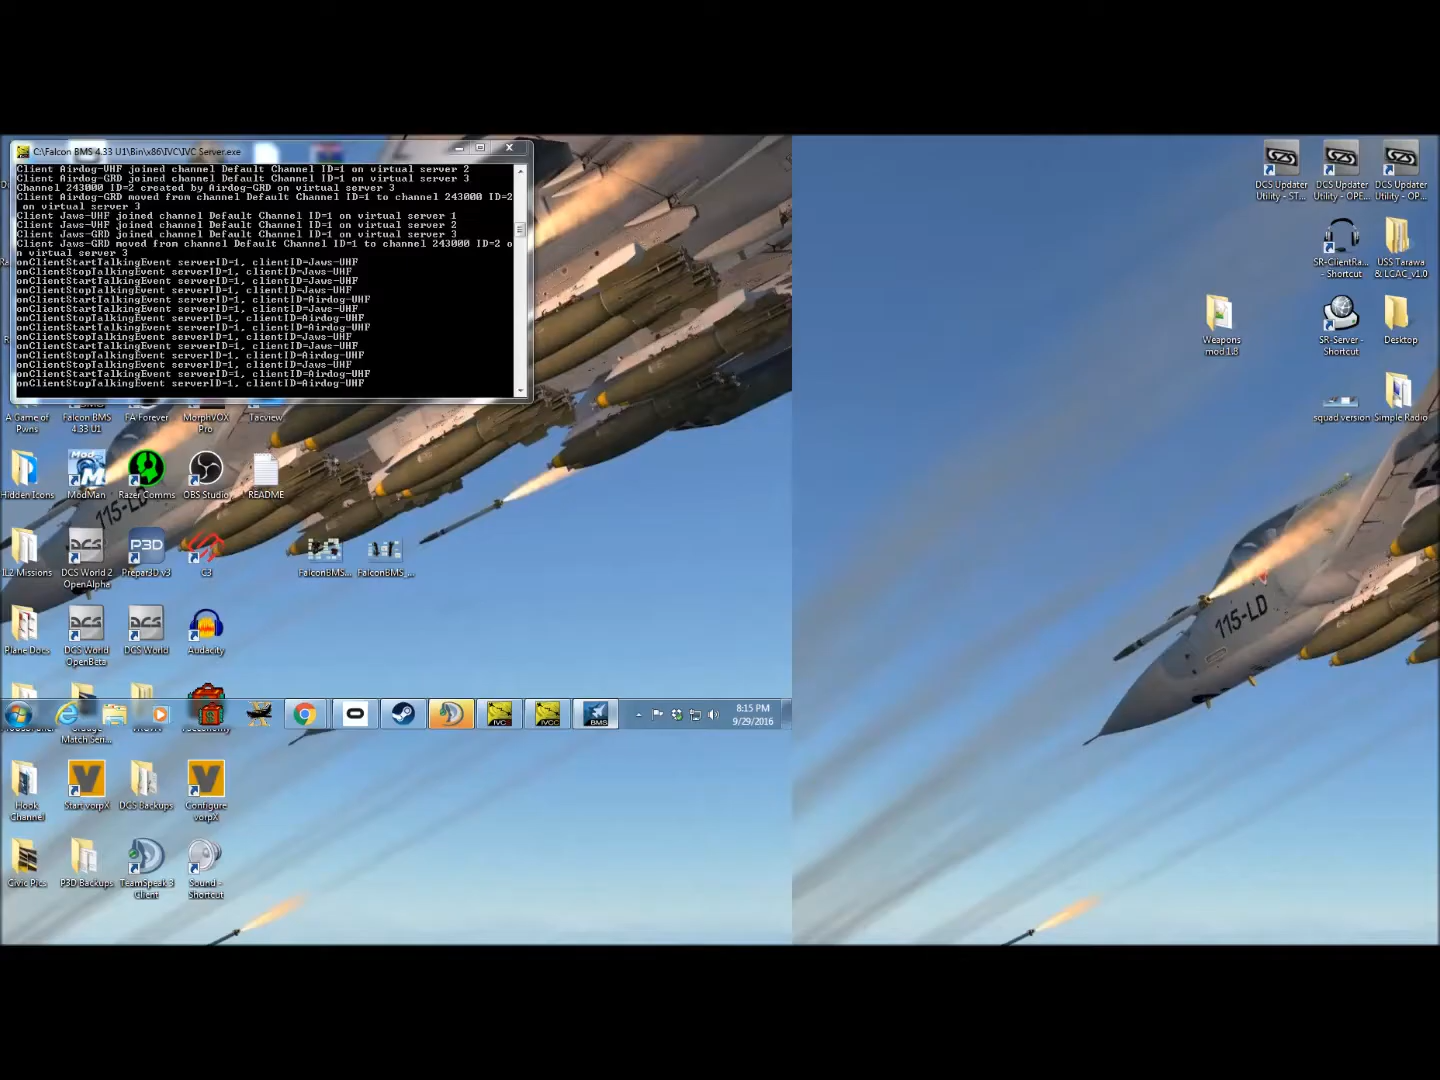 C:\Falcon BMS 4.33 U1\Bin\x86\IVC\IVC Server.exe
Client Airdog-VHF joined channel Default Channel ID=1 on virtual server 2
Client Airdog-GRD joined channel Default Channel ID=1 on virtual server 3
Channel 243000 ID=2 created by Airdog-GRD on virtual server 3
Client Airdog-GRD moved from channel Default Channel ID=1 to channel 243000 ID=2
on virtual server 3
Client Jaws-UHF joined channel Default Channel ID=1 on virtual server 1
Client Jaws-VHF joined channel Default Channel ID=1 on virtual server 2
Client Jaws-GRD joined channel Default Channel ID=1 on virtual server 3
Client Jaws-GRD moved from channel Default Channel ID=1 to channel 243000 ID=2 o
n virtual server 3
onClientStartTalkingEvent serverID=1, clientID=Jaws-UHF
onClientStopTalkingEvent serverID=1, clientID=Jaws-UHF
onClientStartTalkingEvent serverID=1, clientID=Jaws-UHF
onClientStopTalkingEvent serverID=1, clientID=Jaws-UHF
onClientStartTalkingEvent serverID=1, clientID=Airdog-UHF
onClientStartTalkingEvent serverID=1, clientID=Jaws-UHF
onClientStopTalkingEvent serverID=1, clientID=Airdog-UHF
onClientStartTalkingEvent serverID=1, clientID=Airdog-UHF
onClientStopTalkingEvent serverID=1, clientID=Jaws-UHF
onClientStartTalkingEvent serverID=1, clientID=Jaws-UHF
onClientStopTalkingEvent serverID=1, clientID=Airdog-UHF
onClientStopTalkingEvent serverID=1, clientID=Jaws-UHF
onClientStartTalkingEvent serverID=1, clientID=Airdog-UHF
onClientStopTalkingEvent serverID=1, clientID=Airdog-UHF
A Game of Pwns
Falcon BMS 4.33 U1
FA Forever
MorphVOX Pro
Tacview
Hidden Icons
ModMan
Razer Comms
OBS Studio
README
115-LD
IL2 Missions
DCS World 2 OpenAlpha
P3D
Prepar3D v3
C3
FalconBMS...
FalconBMS_...
Plane Docs
DCS World OpenBeta
DCS World
Audacity
8:15 PM
9/29/2016
IVC
IVCC
BMS
Match Seri...
Hook Channel
Start vorpX
DCS Backups
Configure vorpX
Civic Pics
P3D Backups
TeamSpeak 3 Client
Sound - Shortcut
DCS Updater Utility - ST...
DCS Updater Utility - OPE...
DCS Updater Utility - OP...
SR-ClientRa... - Shortcut
USS Tarawa & LCAC_v1.0
Weapons mod 1.8
SR-Server - Shortcut
Desktop
squad version
Simple Radio
115-LD